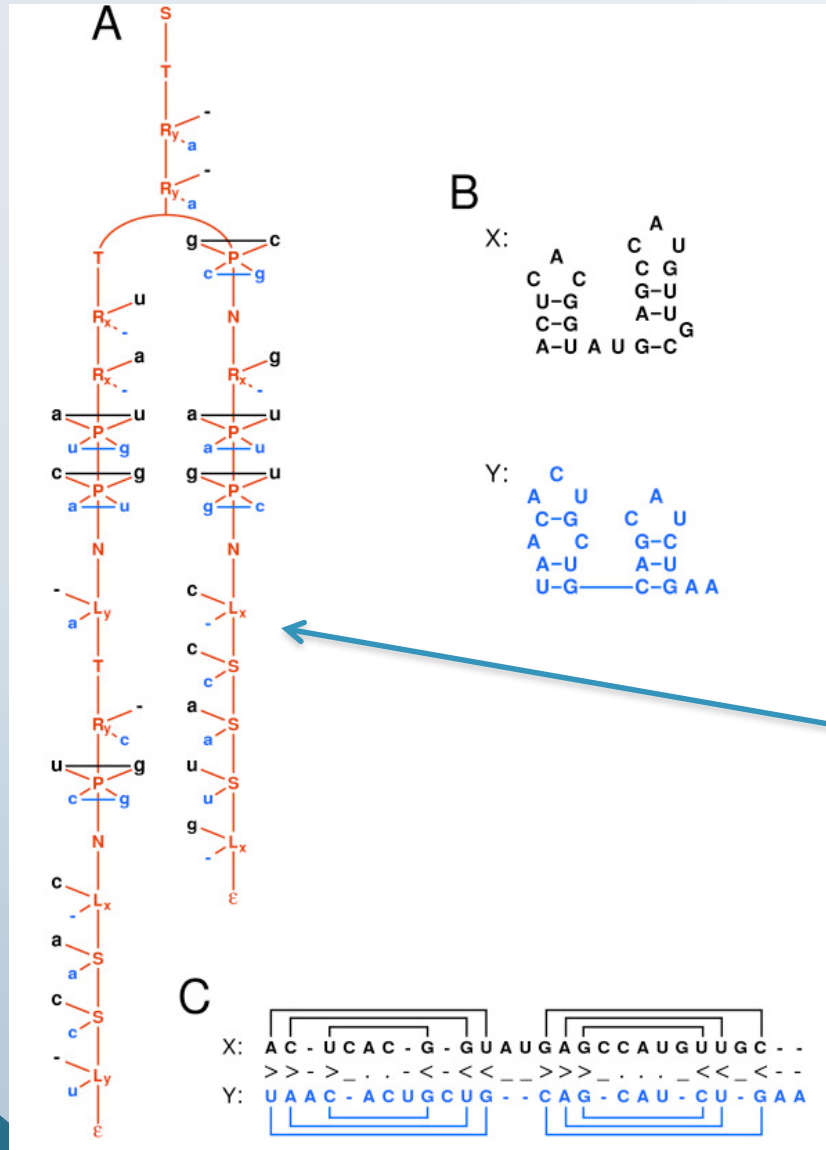 A
S
T
-
Ry
a
-
Ry
a
T
Rx
u
-
Rx
a
-
a u
P
u g
c g
P
a u
N
-
Ly
a
T
-
Ry
c
u g
P
c g
N
c
Lx
-
a
S
a
c
S
c
-
Ly
u
ε
g c
P
c g
N
g
Rx
-
a u
P
a u
g u
P
g c
N
c
Lx
-
c
S
c
a
S
a
u
S
u
g
Lx
-
ε
B
X:
A
C C
U-G
C-G
A-U A U G-C
A
C U
C G
G-U
A-U
G
Y:
C
A U
C-G
A C
A-U
U-G C-G A A
A
C U
G-C
A-U
C
X: A C - U C A C - G - G U A U G A G C C A U G U U G C - -
> > - > _ . . - < - < < _ _ > > > _ . . . _ < < _ < - -
Y: U A A C - A C U G C U G - - C A G - C A U - C U - G A A